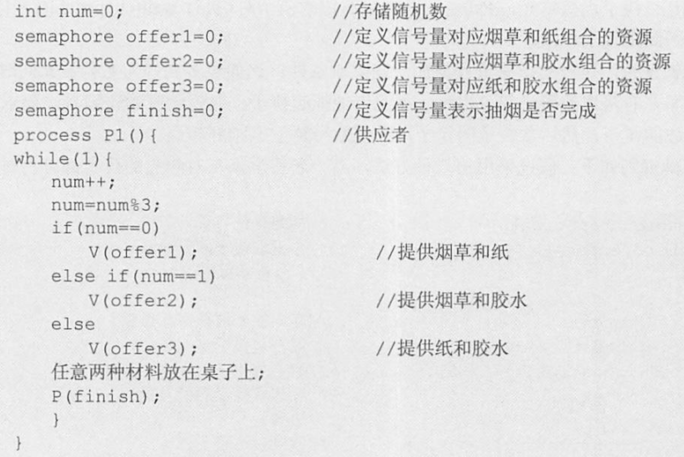 int num=0; //存储随机数
semaphore offer1=0; //定义信号量对应烟草和纸组合的资源
semaphore offer2=0; //定义信号量对应烟草和胶水组合的资源
semaphore offer3=0; //定义信号量对应纸和胶水组合的资源
semaphore finish=0; //定义信号量表示抽烟是否完成
process P1(){ //供应者
while(1){
num++;
num=num%3;
if(num==0)
V(offer1); //提供烟草和纸
else if(num==1)
V(offer2); //提供烟草和胶水
else
V(offer3); //提供纸和胶水
任意两种材料放在桌子上;
P(finish);
}
}